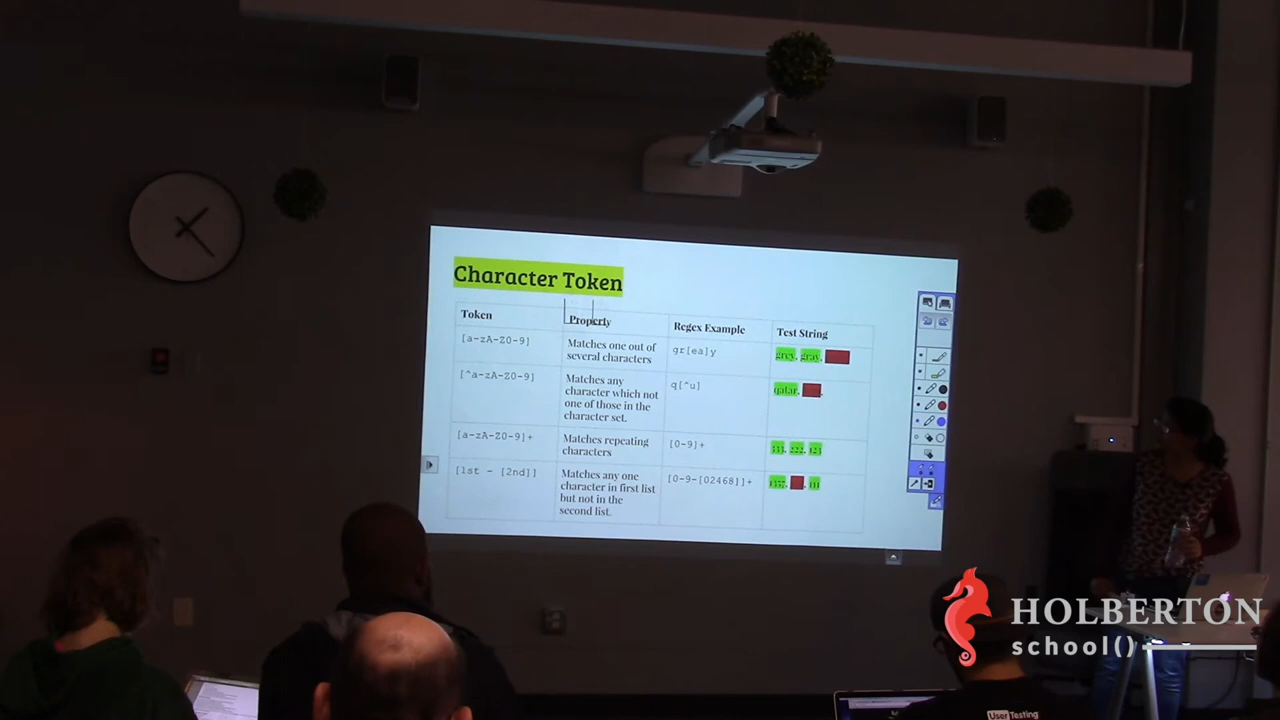 Character Token
Token Property Regex Example Test String
[a-zA-Z0-9] Matches one out of several characters gr[ea]y grey, gray,
[^a-zA-Z0-9] Matches any character which not one of those in the character set. q[^u] qatar,
[a-zA-Z0-9]+ Matches repeating characters [0-9]+ 222,
[1st - [2nd]] Matches any one character in first list but not in the second list. [0-9-[02468]]+ 111
HOLBERTON
school()
UserTesting